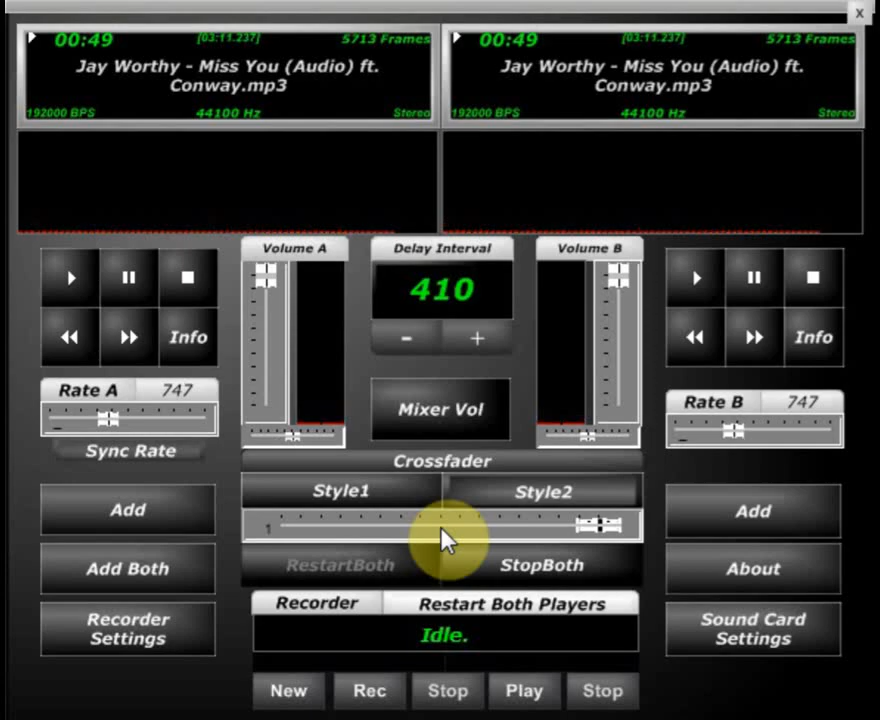 x
00:49 [03:11.237] 5713 Frames
Jay Worthy - Miss You (Audio) ft.
Conway.mp3
192000 BPS 44100 Hz Stereo
00:49 [03:11.237] 5713 Frames
Jay Worthy - Miss You (Audio) ft.
Conway.mp3
192000 BPS 44100 Hz Stereo
Volume A
Delay Interval
Volume B
410
- +
Info
Info
Rate A 747
Mixer Vol
Rate B 747
Sync Rate
Crossfader
Style1 Style2
1
Add
Add
RestartBoth StopBoth
Add Both
About
Recorder Restart Both Players
Recorder
Settings
Idle.
Sound Card
Settings
New Rec Stop Play Stop